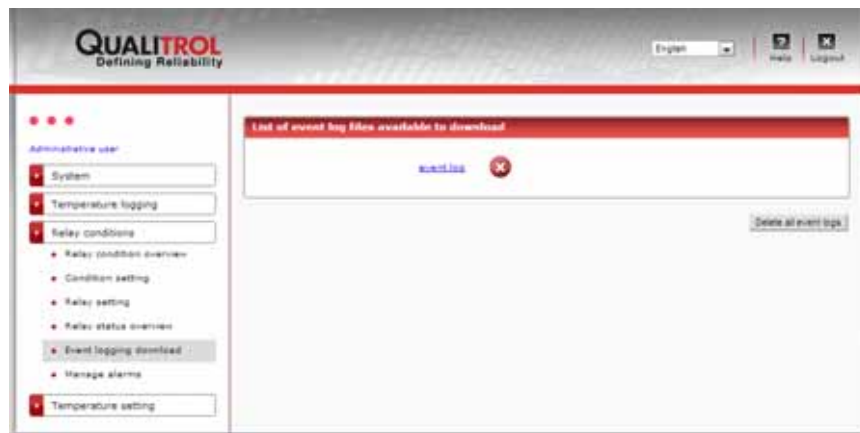 QUALITROL
Defining Reliability
English
Help
Logout
Administrative user
System
Temperature logging
Relay conditions
Relay condition overview
Condition setting
Relay setting
Relay status overview
Event logging download
Manage alarms
Temperature setting
List of event log files available to download
event.log
Delete all event logs